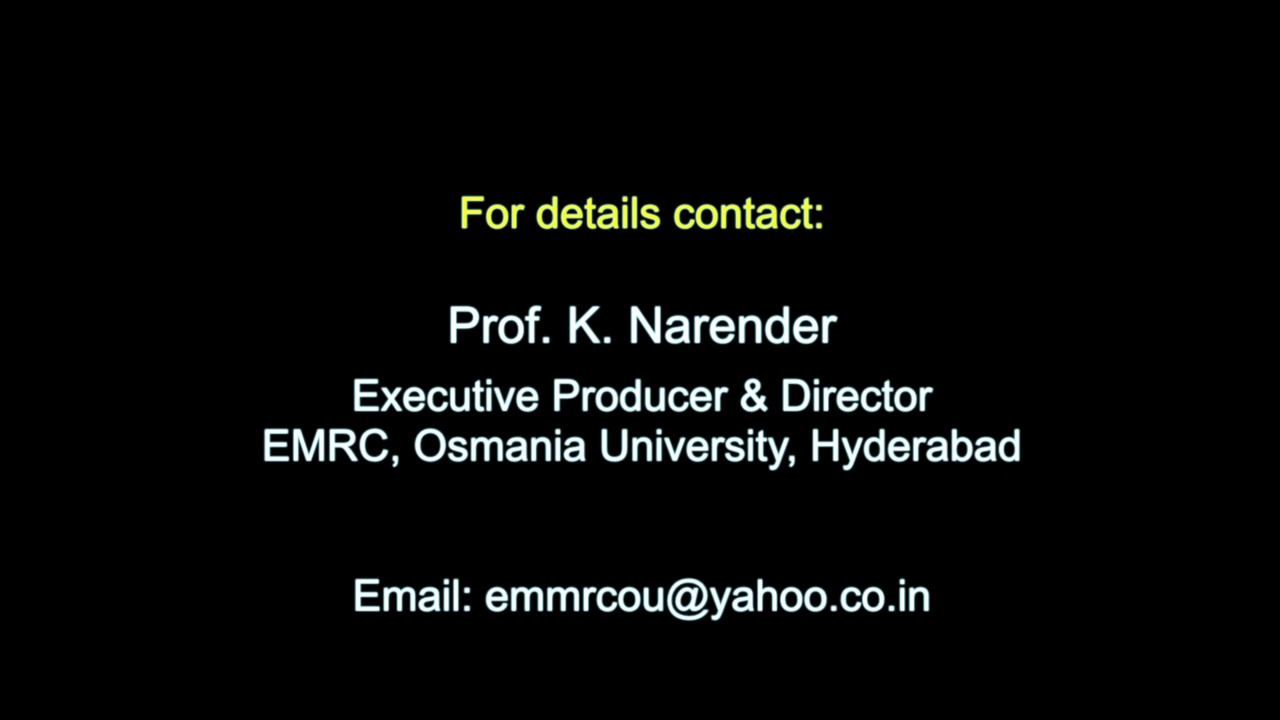 For details contact:
Prof. K. Narender
Executive Producer & Director
EMRC, Osmania University, Hyderabad
Email: emmrcou@yahoo.co.in